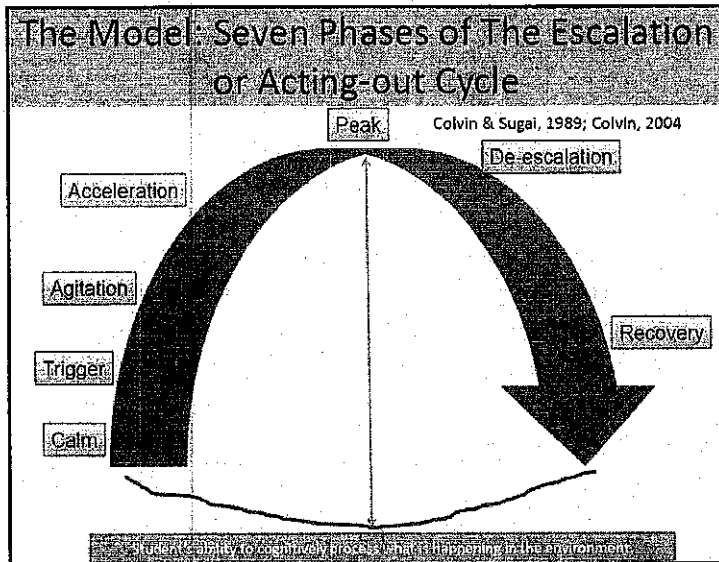 The Model: Seven Phases of The Escalation
or Acting-out Cycle
Colvin & Sugai, 1989; Colvin, 2004
Peak
De-escalation
Acceleration
Agitation
Recovery
Trigger
Calm
Student's ability to cognitively process what is happening in the environment